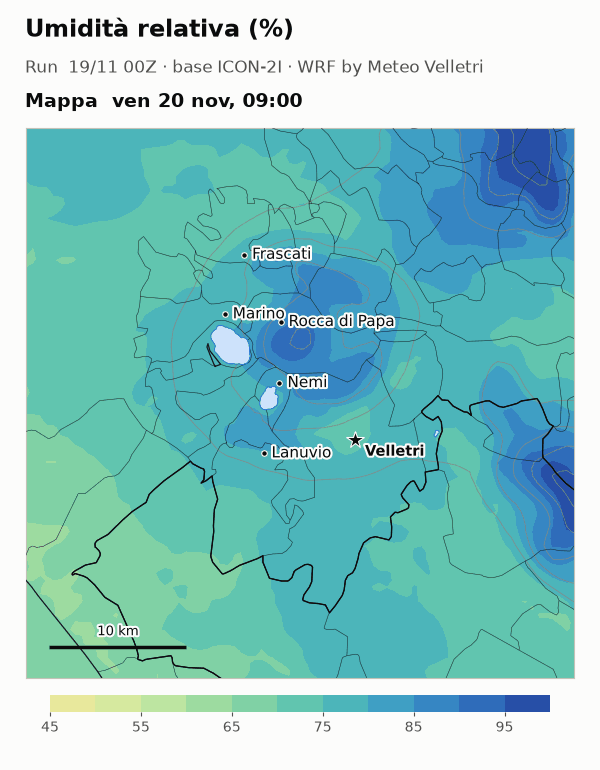 Umidità relativa (%)
Run  19/11 00Z · base ICON-2I · WRF by Meteo Velletri
Mappa  ven 20 nov, 09:00
Frascati
Marino
Rocca di Papa
Nemi
Velletri
Lanuvio
10 km
45 55 65 75 85 95